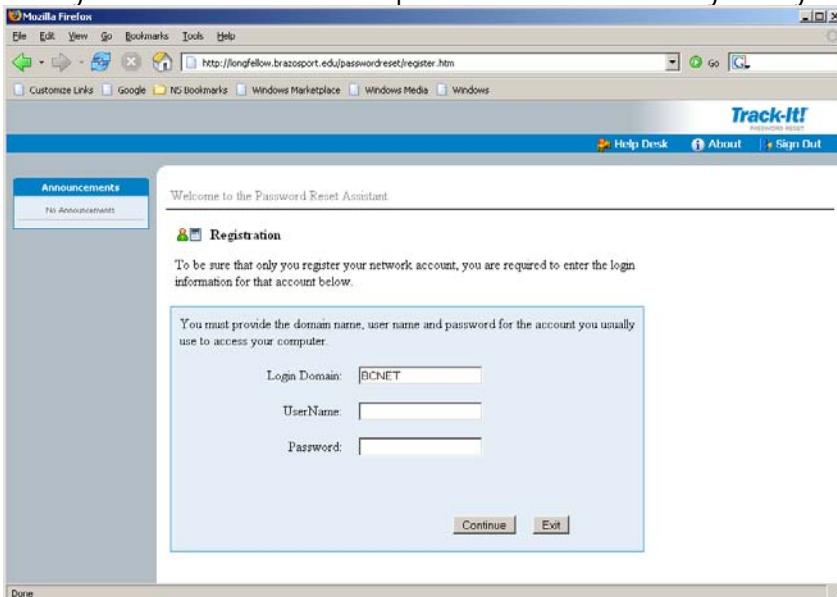 Mozilla Firefox
File Edit View Go Bookmarks Tools Help
http://longfellow.brazosport.edu/passwordreset/register.htm
Go
Customize Links Google NS Bookmarks Windows Marketplace Windows Media Windows
Track-It!
PASSWORD RESET
Help Desk About Sign Out
Announcements
No Announcements
Welcome to the Password Reset Assistant
Registration
To be sure that only you register your network account, you are required to enter the login
information for that account below.
You must provide the domain name, user name and password for the account you usually
use to access your computer.
Login Domain: BCNET
UserName:
Password:
Continue Exit
Done